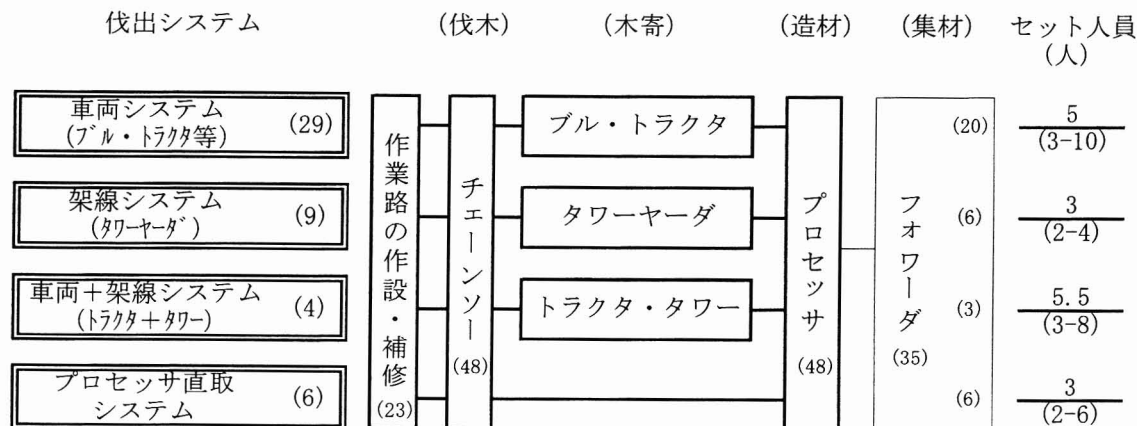 伐出システム (伐木) (木寄) (造材) (集材) セット人員
(人)
車両システム
(ブル・トラクタ等) (29)
ブル・トラクタ
(20)
5
(3-10)
架線システム
(タワーヤーダ) (9)
タワーヤーダ
(6)
3
(2-4)
車両+架線システム
(トラクタ+タワー) (4)
トラクタ・タワー
(3)
5.5
(3-8)
プロセッサ直取
システム (6)
(6)
3
(2-6)
作業路の作設・補修
(23)
チェーンソー
(48)
プロセッサ
(48)
フォワーダ
(35)